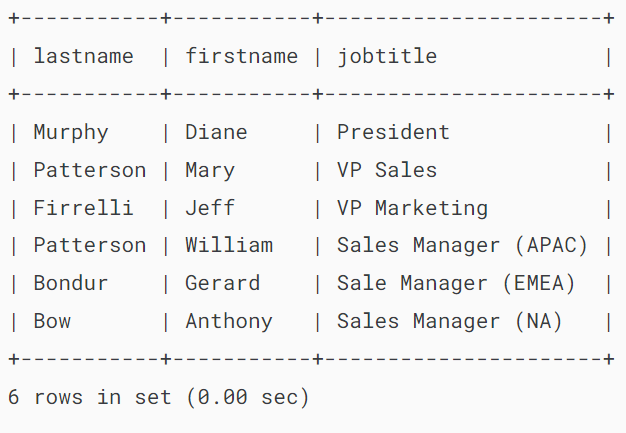 +-----------+-----------+----------------------+
| lastname  | firstname | jobtitle             |
+-----------+-----------+----------------------+
| Murphy    | Diane     | President            |
| Patterson | Mary      | VP Sales             |
| Firrelli  | Jeff      | VP Marketing         |
| Patterson | William   | Sales Manager (APAC) |
| Bondur    | Gerard    | Sale Manager (EMEA)  |
| Bow       | Anthony   | Sales Manager (NA)   |
+-----------+-----------+----------------------+
6 rows in set (0.00 sec)